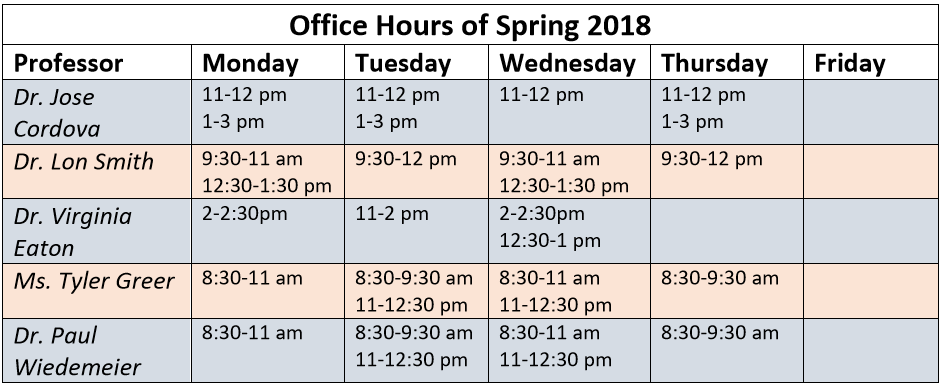 Office Hours of Spring 2018
Professor Monday Tuesday Wednesday Thursday Friday
Dr. Jose Cordova 11-12 pm 11-12 pm 11-12 pm 11-12 pm
1-3 pm 1-3 pm 1-3 pm
Dr. Lon Smith 9:30-11 am 9:30-12 pm 9:30-11 am 9:30-12 pm
12:30-1:30 pm 12:30-1:30 pm
Dr. Virginia Eaton 2-2:30pm 11-2 pm 2-2:30pm
12:30-1 pm
Ms. Tyler Greer 8:30-11 am 8:30-9:30 am 8:30-11 am 8:30-9:30 am
11-12:30 pm 11-12:30 pm
Dr. Paul Wiedemeier 8:30-11 am 8:30-9:30 am 8:30-11 am 8:30-9:30 am
11-12:30 pm 11-12:30 pm